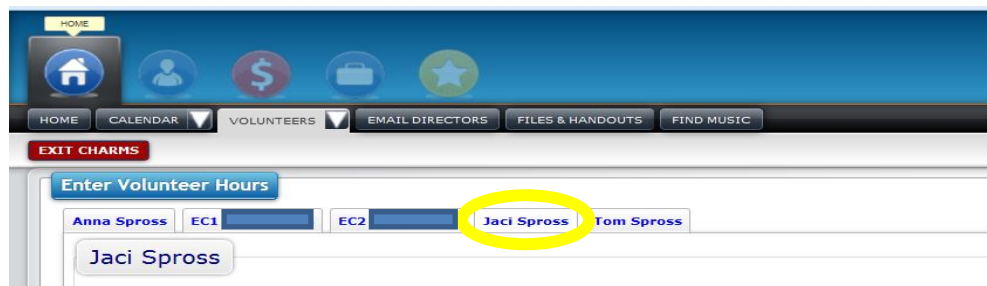 HOME
HOME CALENDAR VOLUNTEERS EMAIL DIRECTORS FILES & HANDOUTS FIND MUSIC
EXIT CHARMS
Enter Volunteer Hours
Anna Spross EC1 EC2 Jaci Spross Tom Spross
Jaci Spross